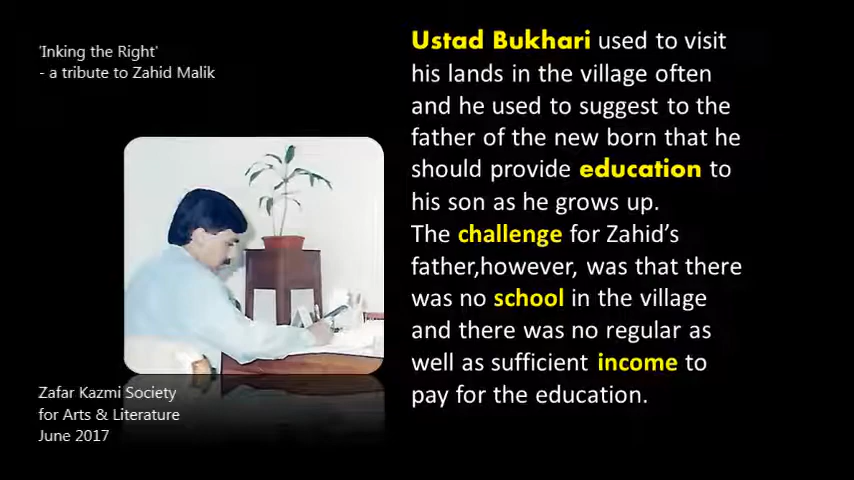 'Inking the Right'
- a tribute to Zahid Malik
Ustad Bukhari used to visit
his lands in the village often
and he used to suggest to the
father of the new born that he
should provide education to
his son as he grows up.
The challenge for Zahid’s
father,however, was that there
was no school in the village
and there was no regular as
well as sufficient income to
pay for the education.
Zafar Kazmi Society
for Arts & Literature
June 2017